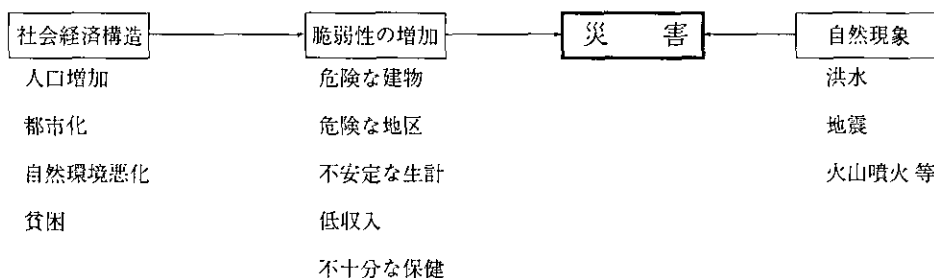 社会経済構造 脆弱性の増加 災害 自然現象
人口増加 危険な建物 洪水
都市化 危険な地区 地震
自然環境悪化 不安定な生計 火山噴火 等
貧困 低収入
不十分な保健